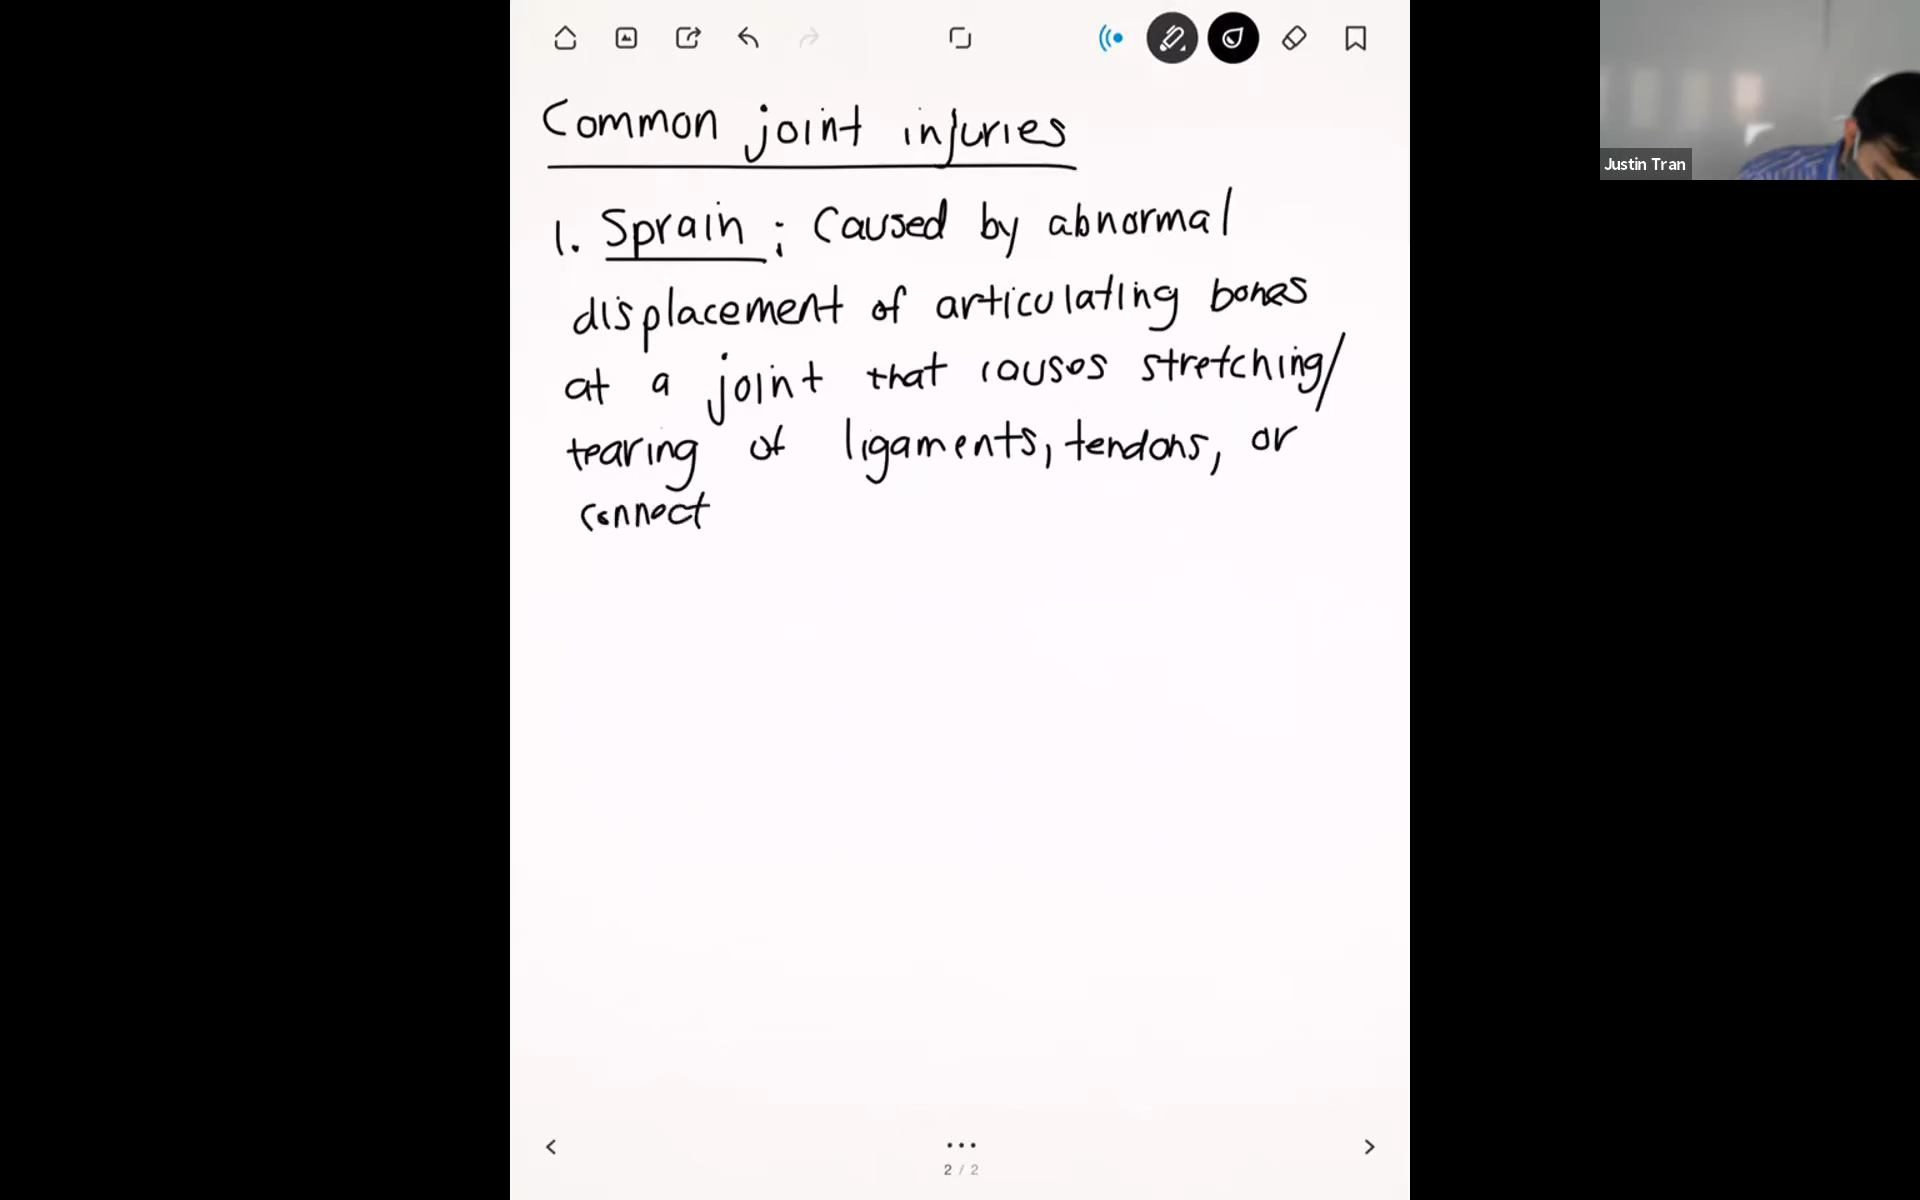 Common joint injuries
1. Sprain: Caused by abnormal
displacement of articulating bones
at a joint that causes stretching/
tearing of ligaments, tendons, or
connect
2 / 2
Justin Tran